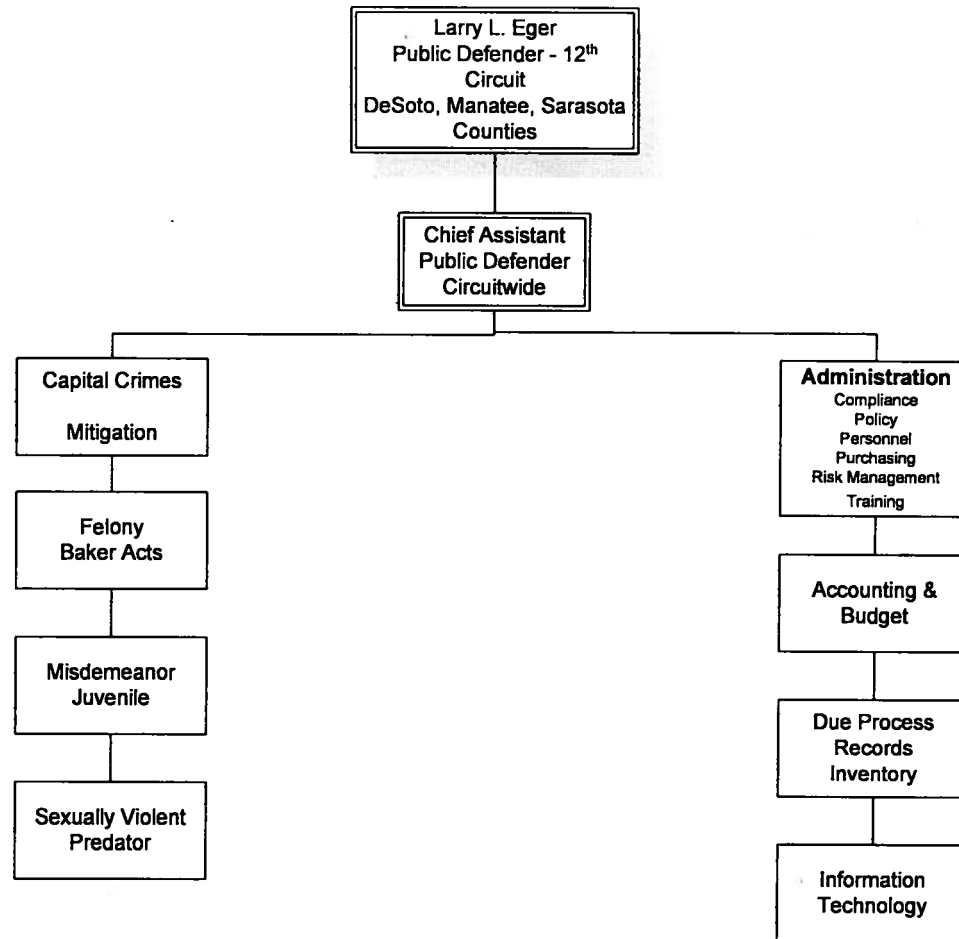 Larry L. Eger
Public Defender - 12th
Circuit
DeSoto, Manatee, Sarasota
Counties
Chief Assistant
Public Defender
Circuitwide
Capital Crimes
Mitigation
Felony
Baker Acts
Misdemeanor
Juvenile
Sexually Violent
Predator
Administration
Compliance
Policy
Personnel
Purchasing
Risk Management
Training
Accounting &
Budget
Due Process
Records
Inventory
Information
Technology